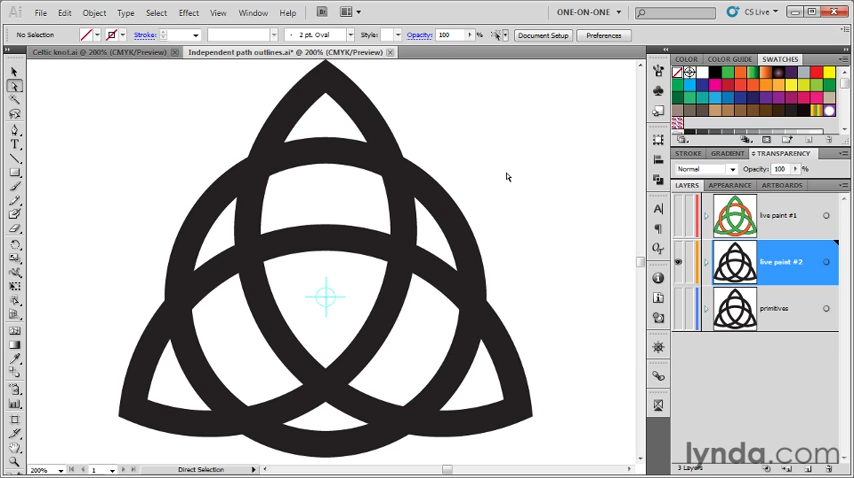 Ai File Edit Object Type Select Effect View Window Help Br ONE-ON-ONE CS Live
No Selection Stroke: 2 pt. Oval Style: Opacity: 100 % Document Setup Preferences
Celtic knot.ai @ 200% (CMYK/Preview) Independent path outlines.ai* @ 200% (CMYK/Preview)
COLOR COLOR GUIDE SWATCHES
STROKE GRADIENT TRANSPARENCY
Normal Opacity: 100 %
LAYERS APPEARANCE ARTBOARDS
live paint #1
live paint #2
primitives
lynda.com
3 Layers
200% 1 Direct Selection